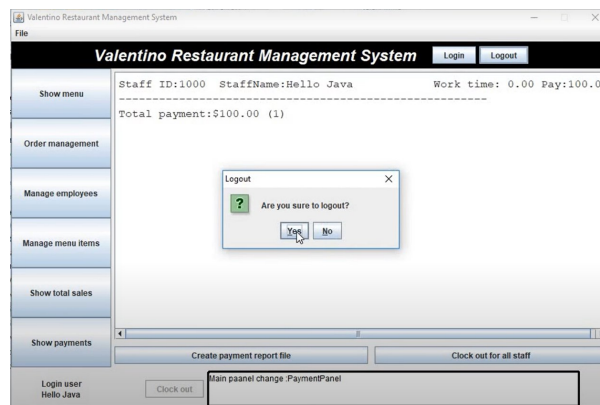 Valentino Restaurant Management System
File
Valentino Restaurant Management System
Login
Logout
Show menu
Order management
Manage employees
Manage menu items
Show total sales
Show payments
Staff ID:1000 StaffName:Hello Java Work time: 0.00 Pay:100.0
Total payment:$100.00 (1)
Logout
Are you sure to logout?
Yes
No
Create payment report file
Clock out for all staff
Login user
Hello Java
Clock out
Main paanel change :PaymentPanel